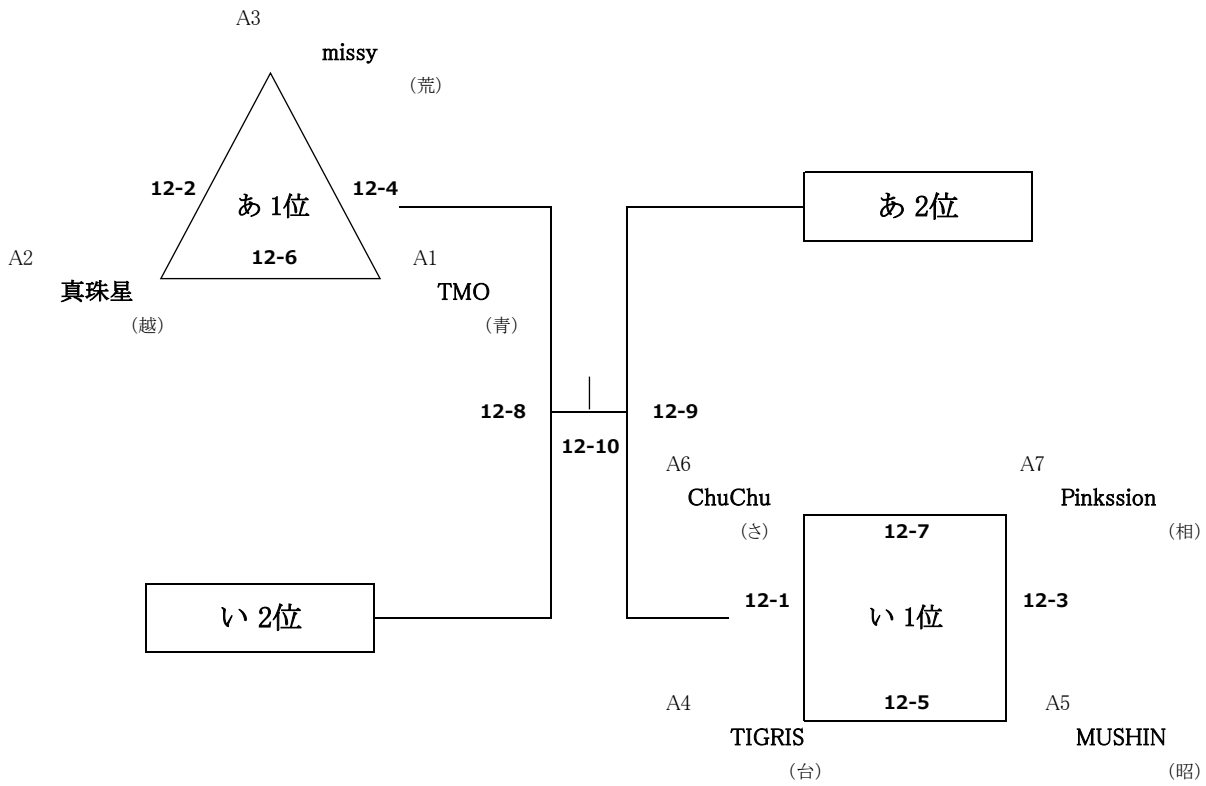 A3
missy
（荒）
12-2
あ 1位
12-4
12-6
A2
真珠星
（越）
A1
TMO
（青）
あ 2位
12-8
12-9
12-10
A6
ChuChu
（さ）
A7
Pinkssion
（相）
12-7
12-1
い 1位
12-3
い 2位
12-5
A4
TIGRIS
（台）
A5
MUSHIN
（昭）